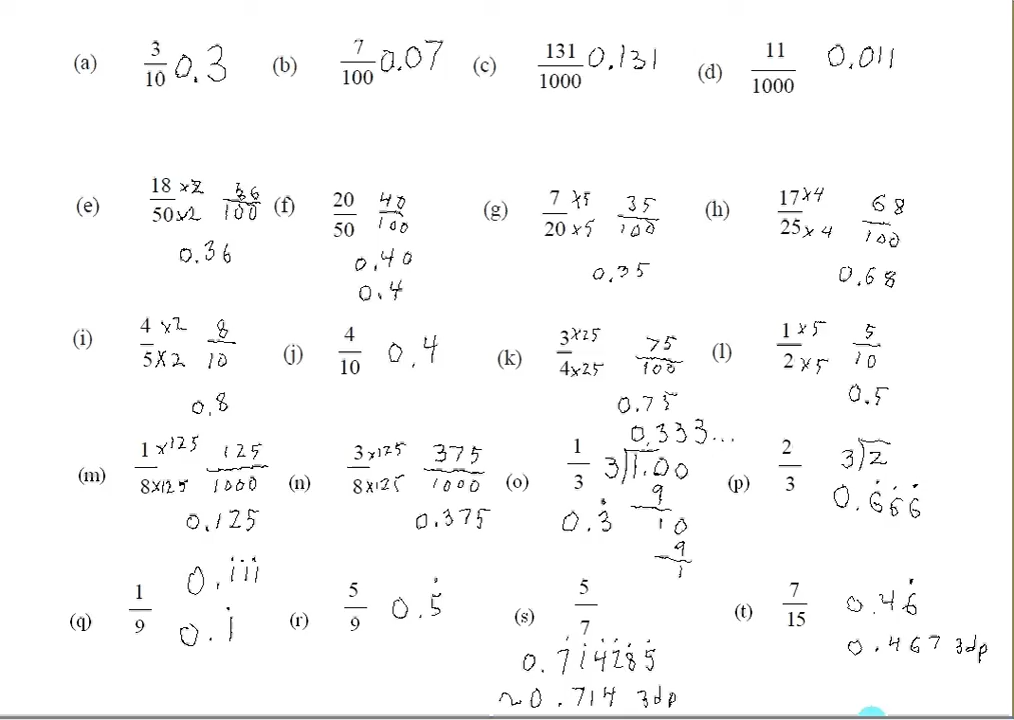 (a) 3/10 0.3 (b) 7/100 0.07 (c) 131/1000 0.131 (d) 11/1000 0.011
(e) 18×2/50×2 36/100 (f) 20/50 40/100 (g) 7×5/20×5 35/100 (h) 17×4/25×4 68/100
0.36 0.40 0.35 0.68
0.4
(i) 4×2/5×2 8/10 (j) 4/10 0.4 (k) 3×25/4×25 75/100 (l) 1×5/2×5 5/10
0.8 0.75 0.5
(m) 1×125/8×125 125/1000 (n) 3×125/8×125 375/1000 (o) 1/3 0.333... 3)1.00 (p) 2/3 3)2
0.125 0.375 0.3̇ 9 0.6̇6̇6̇
10
9
1
(q) 1/9 0.1̇1̇1̇ (r) 5/9 0.5̇ (s) 5/7 (t) 7/15 0.46̇
0.1̇ 0.7̇1̇4̇2̇8̇5̇ 0.467 3dp
~0.714 3dp